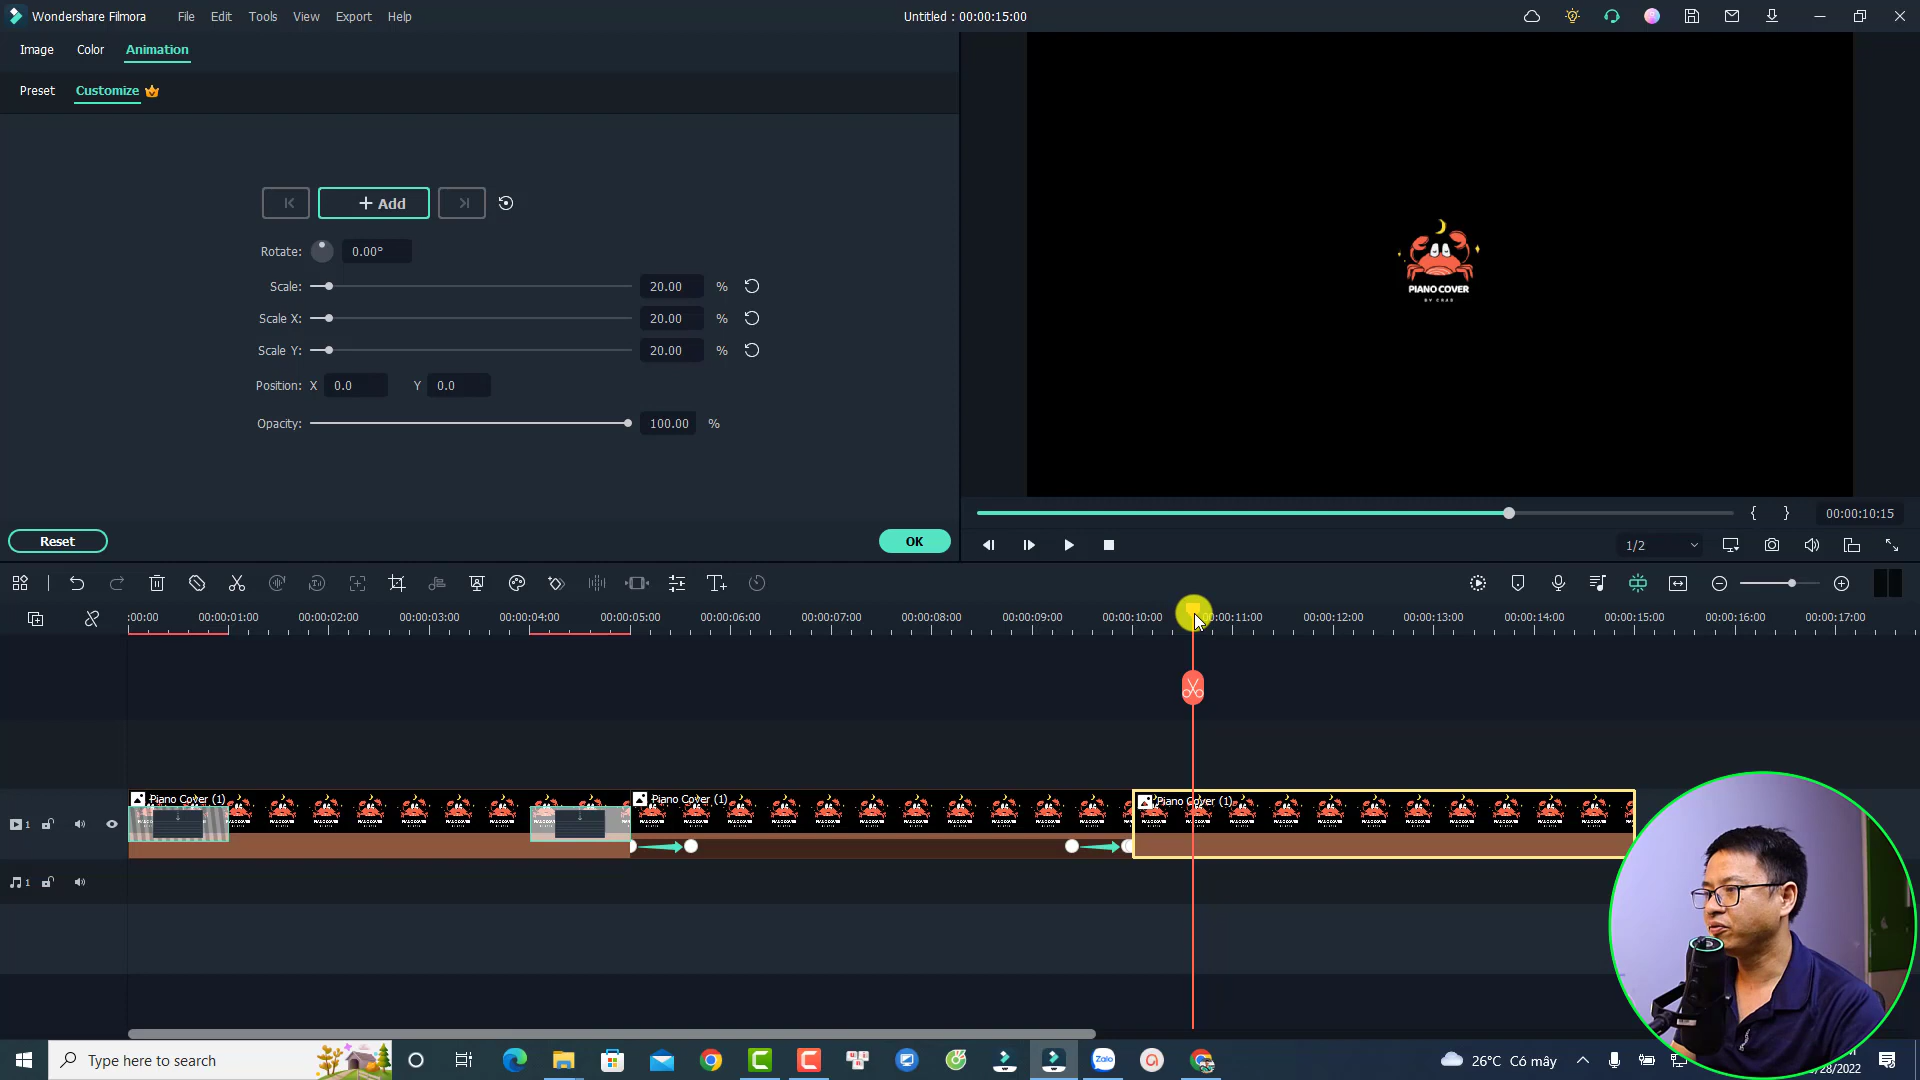 Wondershare Filmora File Edit Tools View Export Help Untitled : 00:00:15:00
Image Color Animation
Preset Customize
+ Add
Rotate: 0.00°
Scale: 20.00 %
Scale X: 20.00 %
Scale Y: 20.00 %
Position: X 0.0 Y 0.0
Opacity: 100.00 %
Reset OK
PIANO COVER
BY CRAB
{ } 00:00:10:15
1/2
:00:00 00:00:01:00 00:00:02:00 00:00:03:00 00:00:04:00 00:00:05:00 00:00:06:00 00:00:07:00 00:00:08:00 00:00:09:00 00:00:10:00 00:00:11:00 00:00:12:00 00:00:13:00 00:00:14:00 00:00:15:00 00:00:16:00 00:00:17:00
Piano Cover (1) Piano Cover (1) Piano Cover (1)
1
1
Type here to search Zalo 26°C Có mây
/28/2022